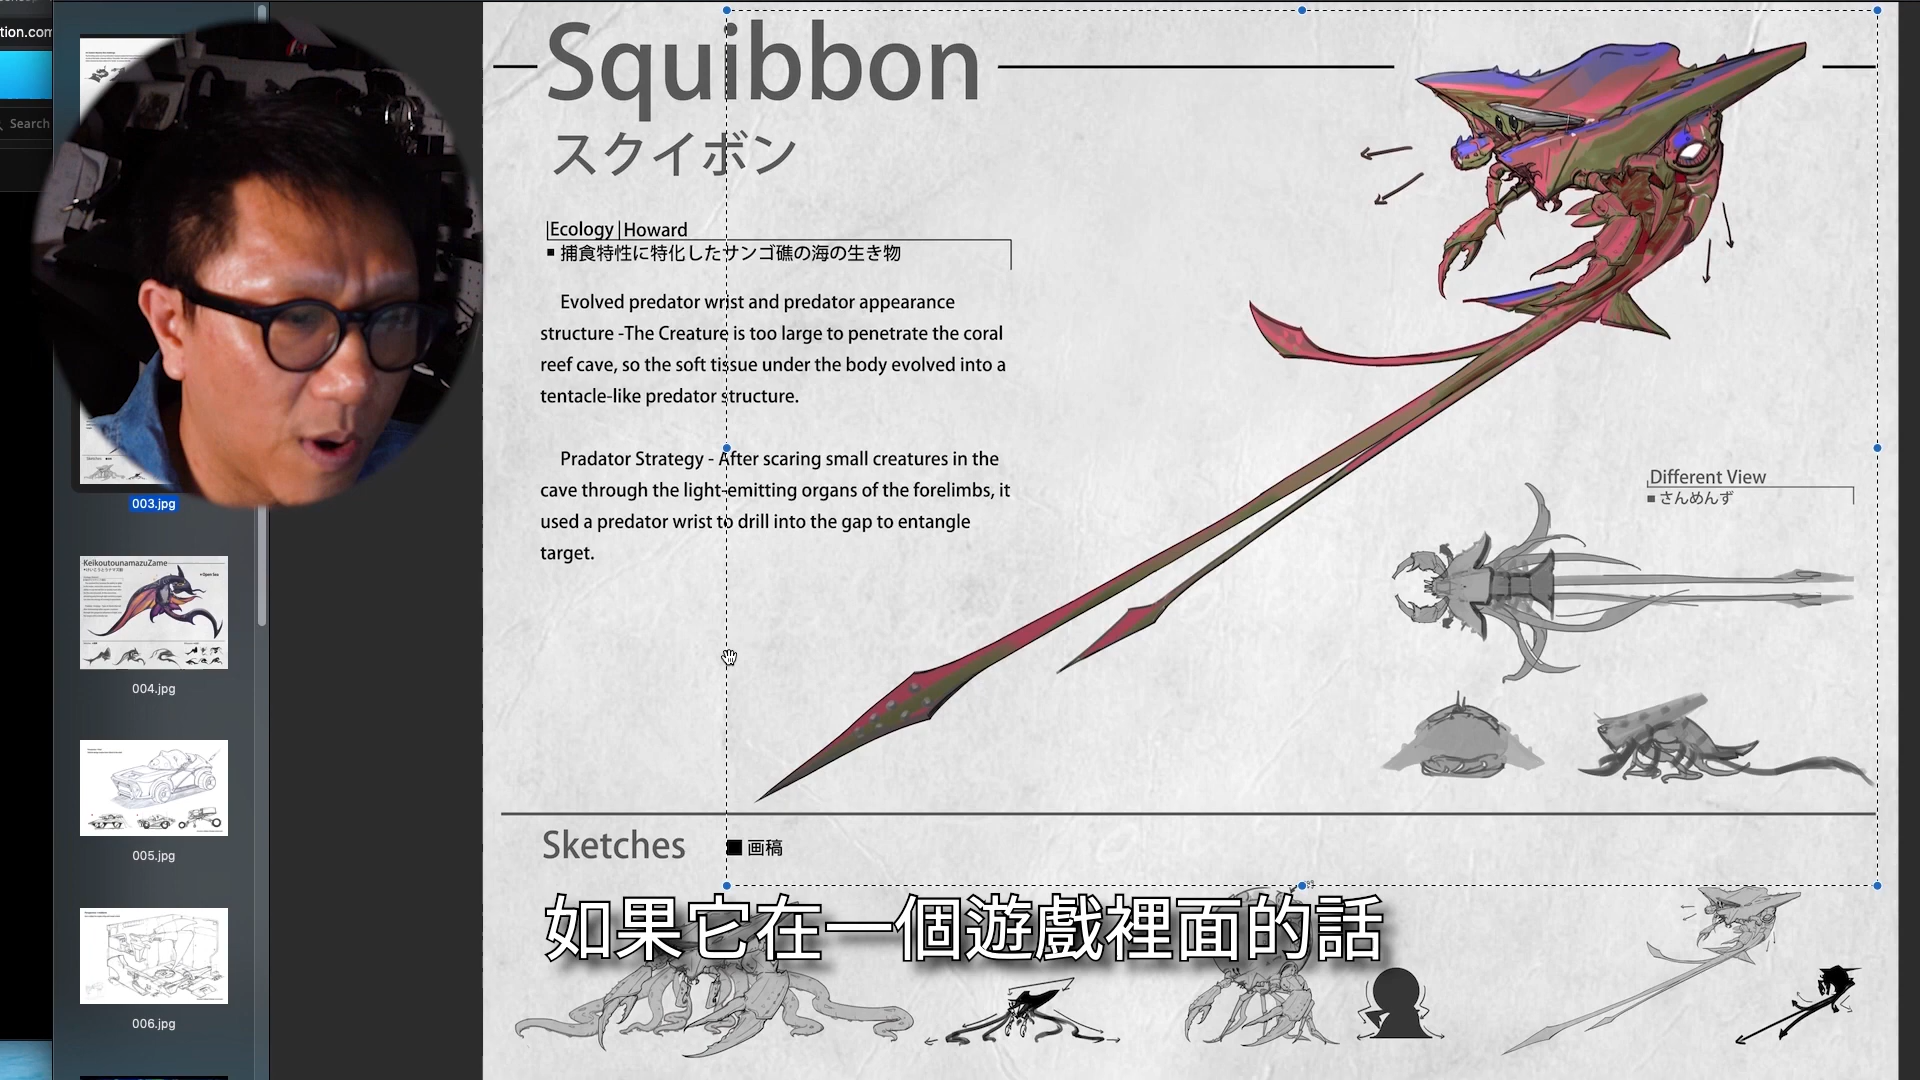 tion.com
Search
003.jpg
KeikoutounamazuZame
Open Sea
004.jpg
005.jpg
006.jpg
Squibbon
スクイボン
Ecology | Howard
■ 捕食特性に特化したサンゴ礁の海の生き物
Evolved predator wrist and predator appearance
structure -The Creature is too large to penetrate the coral
reef cave, so the soft tissue under the body evolved into a
tentacle-like predator structure.
Pradator Strategy - After scaring small creatures in the
cave through the light-emitting organs of the forelimbs, it
used a predator wrist to drill into the gap to entangle
target.
Different View
■ さんめんず
Sketches ■ 画稿
如果它在一個遊戲裡面的話